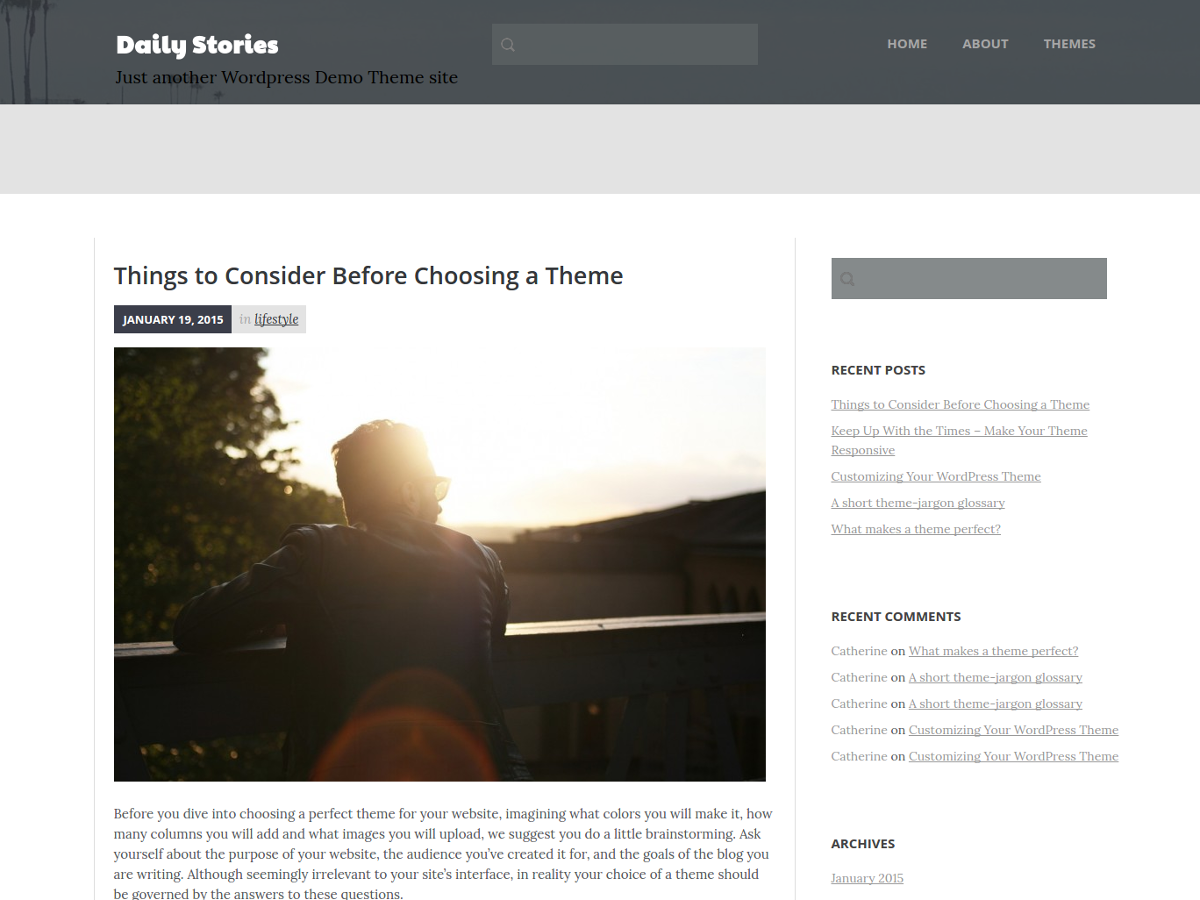 Daily Stories
Just another Wordpress Demo Theme site
HOME ABOUT THEMES
Things to Consider Before Choosing a Theme
JANUARY 19, 2015 in lifestyle
Before you dive into choosing a perfect theme for your website, imagining what colors you will make it, how
many columns you will add and what images you will upload, we suggest you do a little brainstorming. Ask
yourself about the purpose of your website, the audience you’ve created it for, and the goals of the blog you
are writing. Although seemingly irrelevant to your site’s interface, in reality your choice of a theme should
be governed by the answers to these questions.
RECENT POSTS
Things to Consider Before Choosing a Theme
Keep Up With the Times – Make Your Theme
Responsive
Customizing Your WordPress Theme
A short theme-jargon glossary
What makes a theme perfect?
RECENT COMMENTS
Catherine on What makes a theme perfect?
Catherine on A short theme-jargon glossary
Catherine on A short theme-jargon glossary
Catherine on Customizing Your WordPress Theme
Catherine on Customizing Your WordPress Theme
ARCHIVES
January 2015